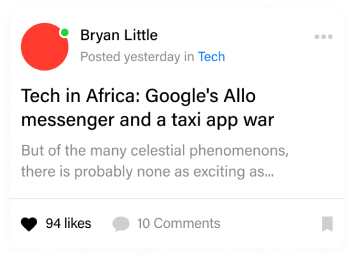 Bryan Little
Posted yesterday in Tech
Tech in Africa: Google's Allo
messenger and a taxi app war
But of the many celestial phenomenons,
there is probably none as exciting as...
94 likes
10 Comments